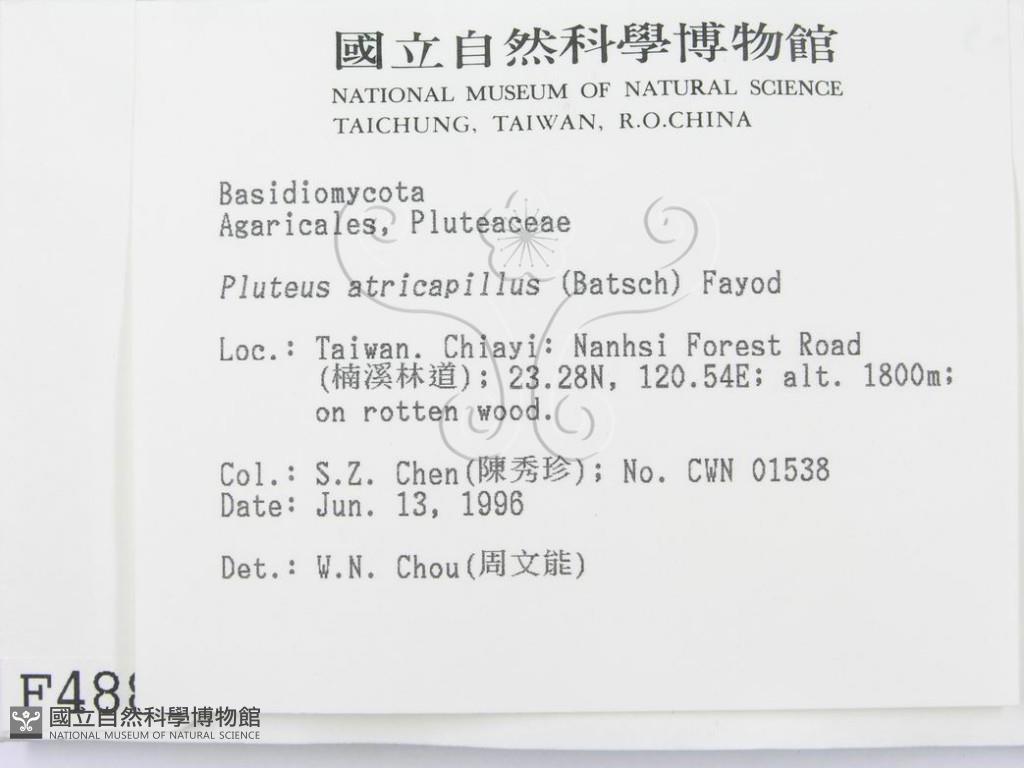 國立自然科學博物館
NATIONAL MUSEUM OF NATURAL SCIENCE
TAICHUNG, TAIWAN, R.O.CHINA
Basidiomycota
Agaricales, Pluteaceae
Pluteus atricapillus (Batsch) Fayod
Loc.: Taiwan. Chiayi: Nanhsi Forest Road
(楠溪林道); 23.28N, 120.54E; alt. 1800m;
on rotten wood.
Col.: S.Z. Chen(陳秀珍); No. CWN 01538
Date: Jun. 13, 1996
Det.: W.N. Chou(周文能)
國立自然科學博物館
NATIONAL MUSEUM OF NATURAL SCIENCE